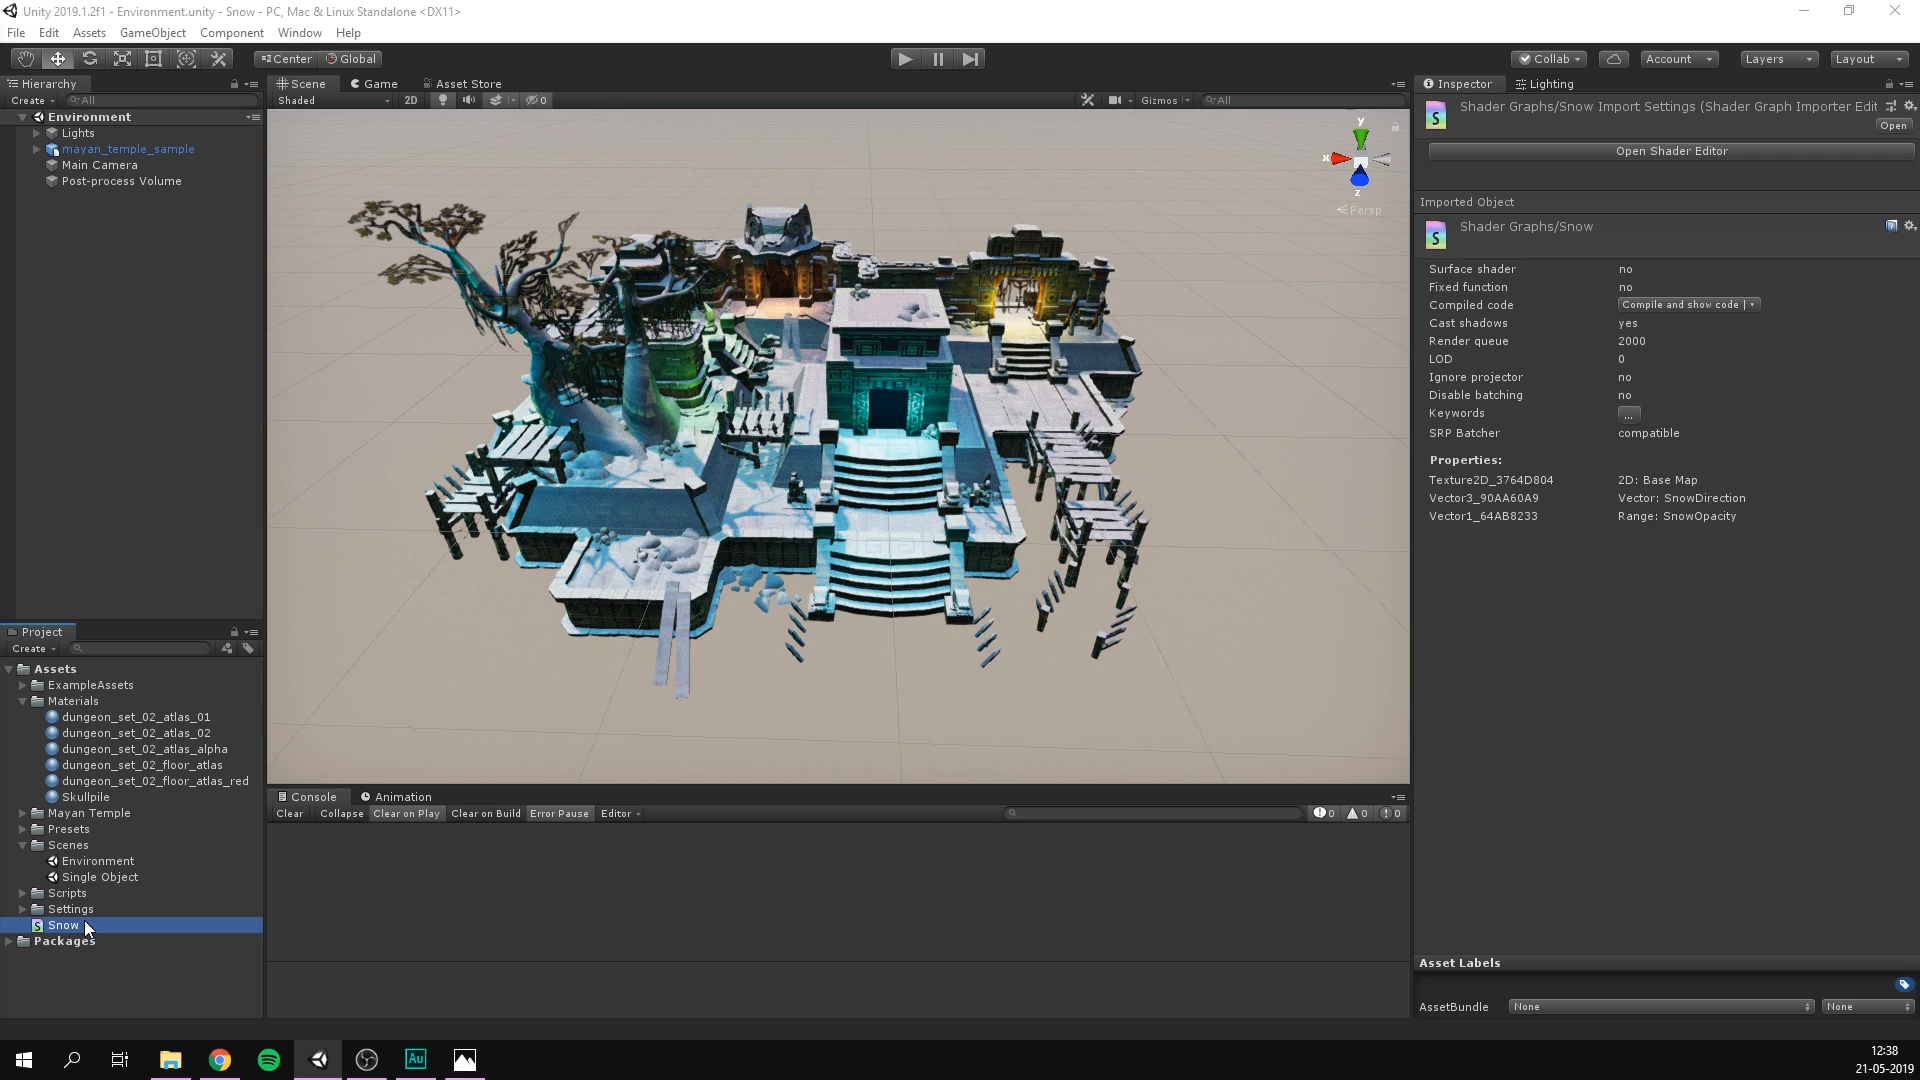 Unity 2019.1.2f1 - Environment.unity - Snow - PC, Mac & Linux Standalone <DX11>
File Edit Assets GameObject Component Window Help
Center Global
Collab Account Layers Layout
Hierarchy
Create All
Environment
Lights
mayan_temple_sample
Main Camera
Post-process Volume
Scene Game Asset Store
Shaded 2D 0 Gizmos All
y
x
z
Persp
Inspector Lighting
Shader Graphs/Snow Import Settings (Shader Graph Importer Edit
Open
Open Shader Editor
Imported Object
Shader Graphs/Snow
Surface shader no
Fixed function no
Compiled code Compile and show code
Cast shadows yes
Render queue 2000
LOD 0
Ignore projector no
Disable batching no
Keywords ...
SRP Batcher compatible
Properties:
Texture2D_3764D804 2D: Base Map
Vector3_90AA60A9 Vector: SnowDirection
Vector1_64AB8233 Range: SnowOpacity
Project
Create
Assets
ExampleAssets
Materials
dungeon_set_02_atlas_01
dungeon_set_02_atlas_02
dungeon_set_02_atlas_alpha
dungeon_set_02_floor_atlas
dungeon_set_02_floor_atlas_red
Skullpile
Mayan Temple
Presets
Scenes
Environment
Single Object
Scripts
Settings
Snow
Packages
Console Animation
Clear Collapse Clear on Play Clear on Build Error Pause Editor 0 0 0
Asset Labels
AssetBundle None None
Au
12:38
21-05-2019